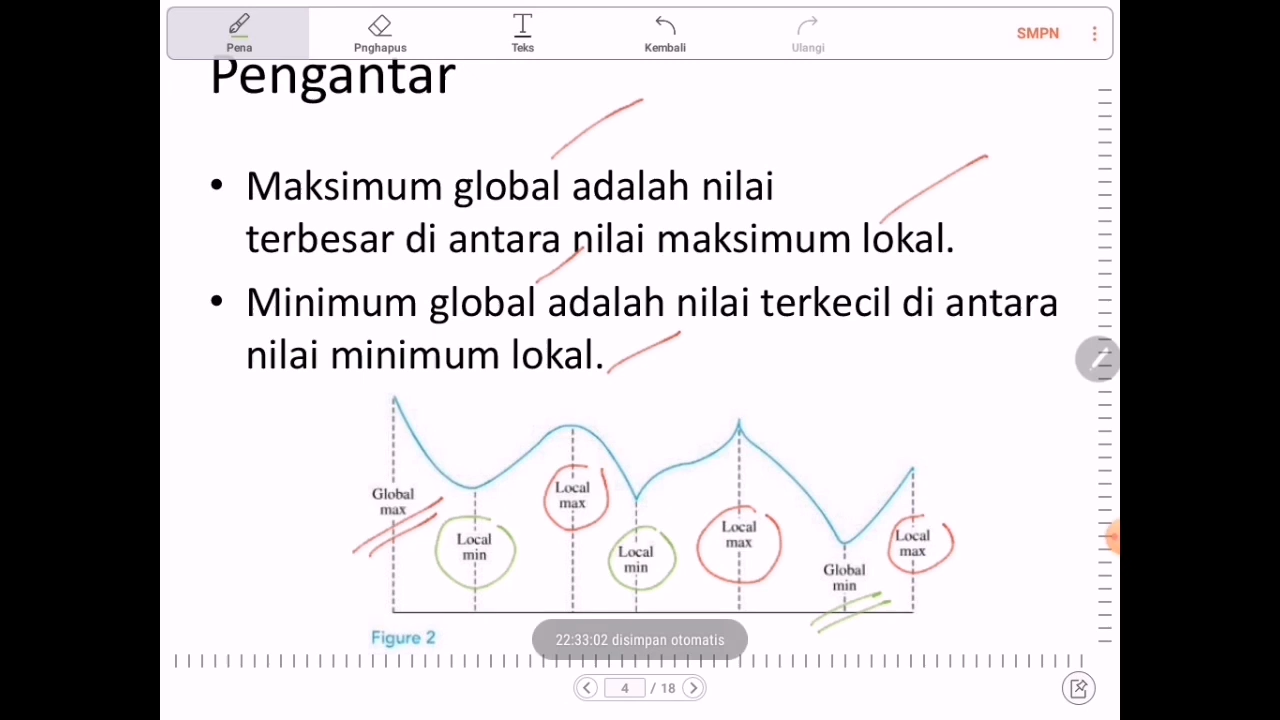 Pena
Pnghapus
Teks
Kembali
Ulangi
SMPN
Pengantar
• Maksimum global adalah nilai
terbesar di antara nilai maksimum lokal.
• Minimum global adalah nilai terkecil di antara
nilai minimum lokal.
Global
max
Local
min
Local
max
Local
min
Local
max
Global
min
Local
max
Figure 2
22:33:02 disimpan otomatis
4 / 18